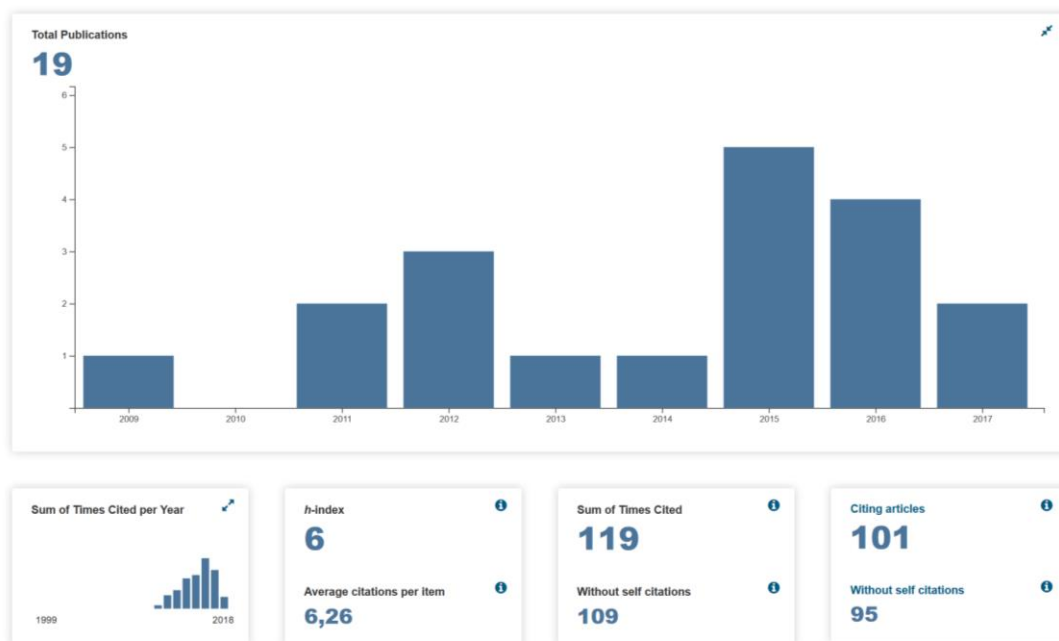 Total Publications
19
6
5
4
3
2
1
2009 2010 2011 2012 2013 2014 2015 2016 2017
Sum of Times Cited per Year
1999 2018
h-index
6
Average citations per item
6,26
Sum of Times Cited
119
Without self citations
109
Citing articles
101
Without self citations
95